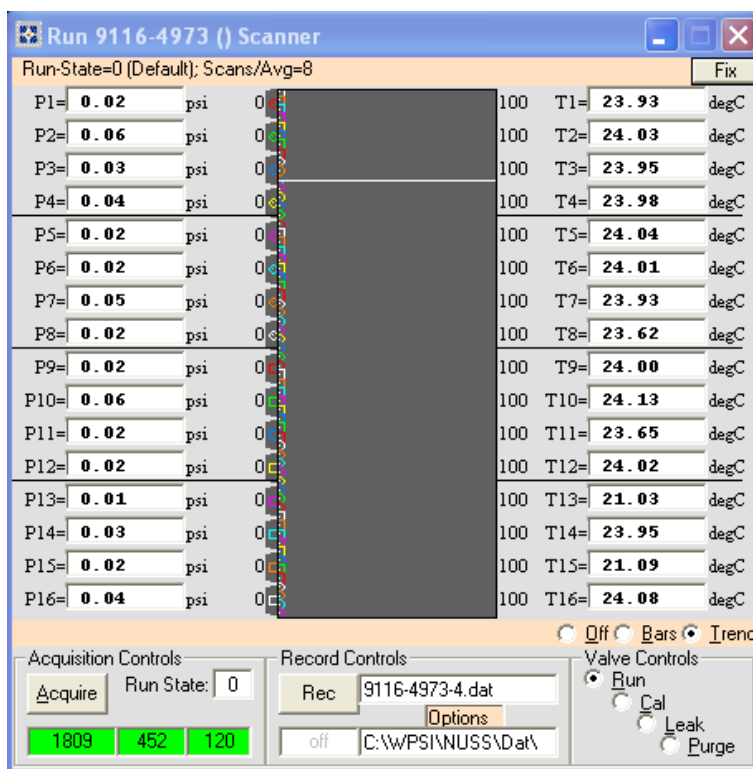 Run 9116-4973 () Scanner
Run-State=0 (Default); Scans/Avg=8 Fix
P1= 0.02 psi 0 100 T1= 23.93 degC
P2= 0.06 psi 0 100 T2= 24.03 degC
P3= 0.03 psi 0 100 T3= 23.95 degC
P4= 0.04 psi 0 100 T4= 23.98 degC
P5= 0.02 psi 0 100 T5= 24.04 degC
P6= 0.02 psi 0 100 T6= 24.01 degC
P7= 0.05 psi 0 100 T7= 23.93 degC
P8= 0.02 psi 0 100 T8= 23.62 degC
P9= 0.02 psi 0 100 T9= 24.00 degC
P10= 0.06 psi 0 100 T10= 24.13 degC
P11= 0.02 psi 0 100 T11= 23.65 degC
P12= 0.02 psi 0 100 T12= 24.02 degC
P13= 0.01 psi 0 100 T13= 21.03 degC
P14= 0.03 psi 0 100 T14= 23.95 degC
P15= 0.02 psi 0 100 T15= 21.09 degC
P16= 0.04 psi 0 100 T16= 24.08 degC
Off Bars Trend
Acquisition Controls Record Controls Valve Controls
Acquire Run State: 0 Rec 9116-4973-4.dat Run
Cal
Options Leak
1809 452 120 off C:\WPSI\NUSS\Dat\ Purge